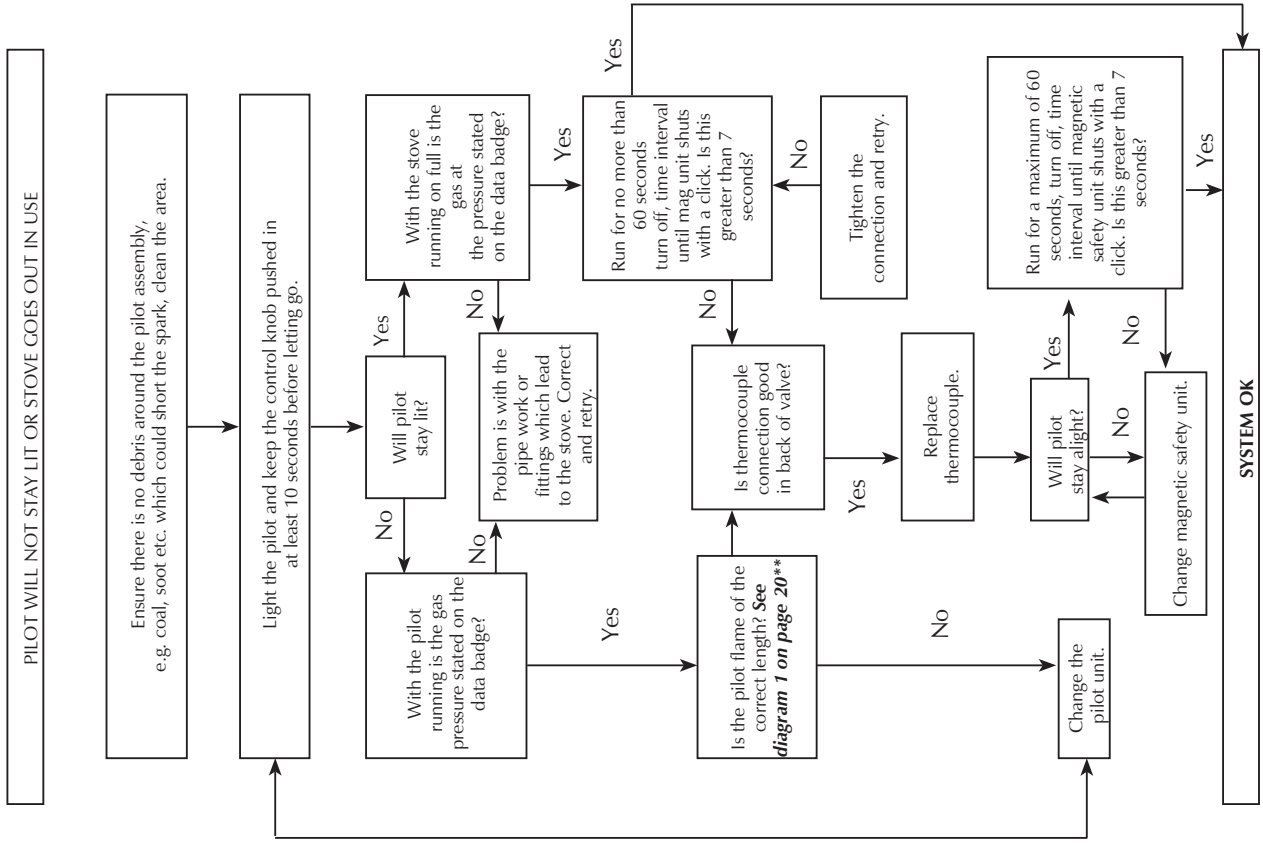 PILOT WILL NOT STAY LIT OR STOVE GOES OUT IN USE
Ensure there is no debris around the pilot assembly,
e.g. coal, soot etc. which could short the spark, clean the area.
Light the pilot and keep the control knob pushed in
at least 10 seconds before letting go.
Will pilot
stay lit?
No
Yes
With the pilot
running is the gas
pressure stated on the
data badge?
With the stove
running on full is the
gas at
the pressure stated
on the data badge?
No
No
Problem is with the
pipe work or
fittings which lead
to the stove. Correct
and retry.
Yes
Yes
Is the pilot flame of the
correct length? See
diagram 1 on page 20**
Run for no more than
60 seconds
turn off, time interval
until mag unit shuts
with a click. Is this
greater than 7
seconds?
Yes
No
Is thermocouple
connection good
in back of valve?
No
Tighten the
connection and retry.
Yes
Replace
thermocouple.
No
Change the
pilot unit.
Will pilot
stay alight?
Yes
Run for a maximum of 60
seconds, turn off, time
interval until magnetic
safety unit shuts with a
click. Is this greater than 7
seconds?
No
No
Change magnetic safety unit.
Yes
SYSTEM OK